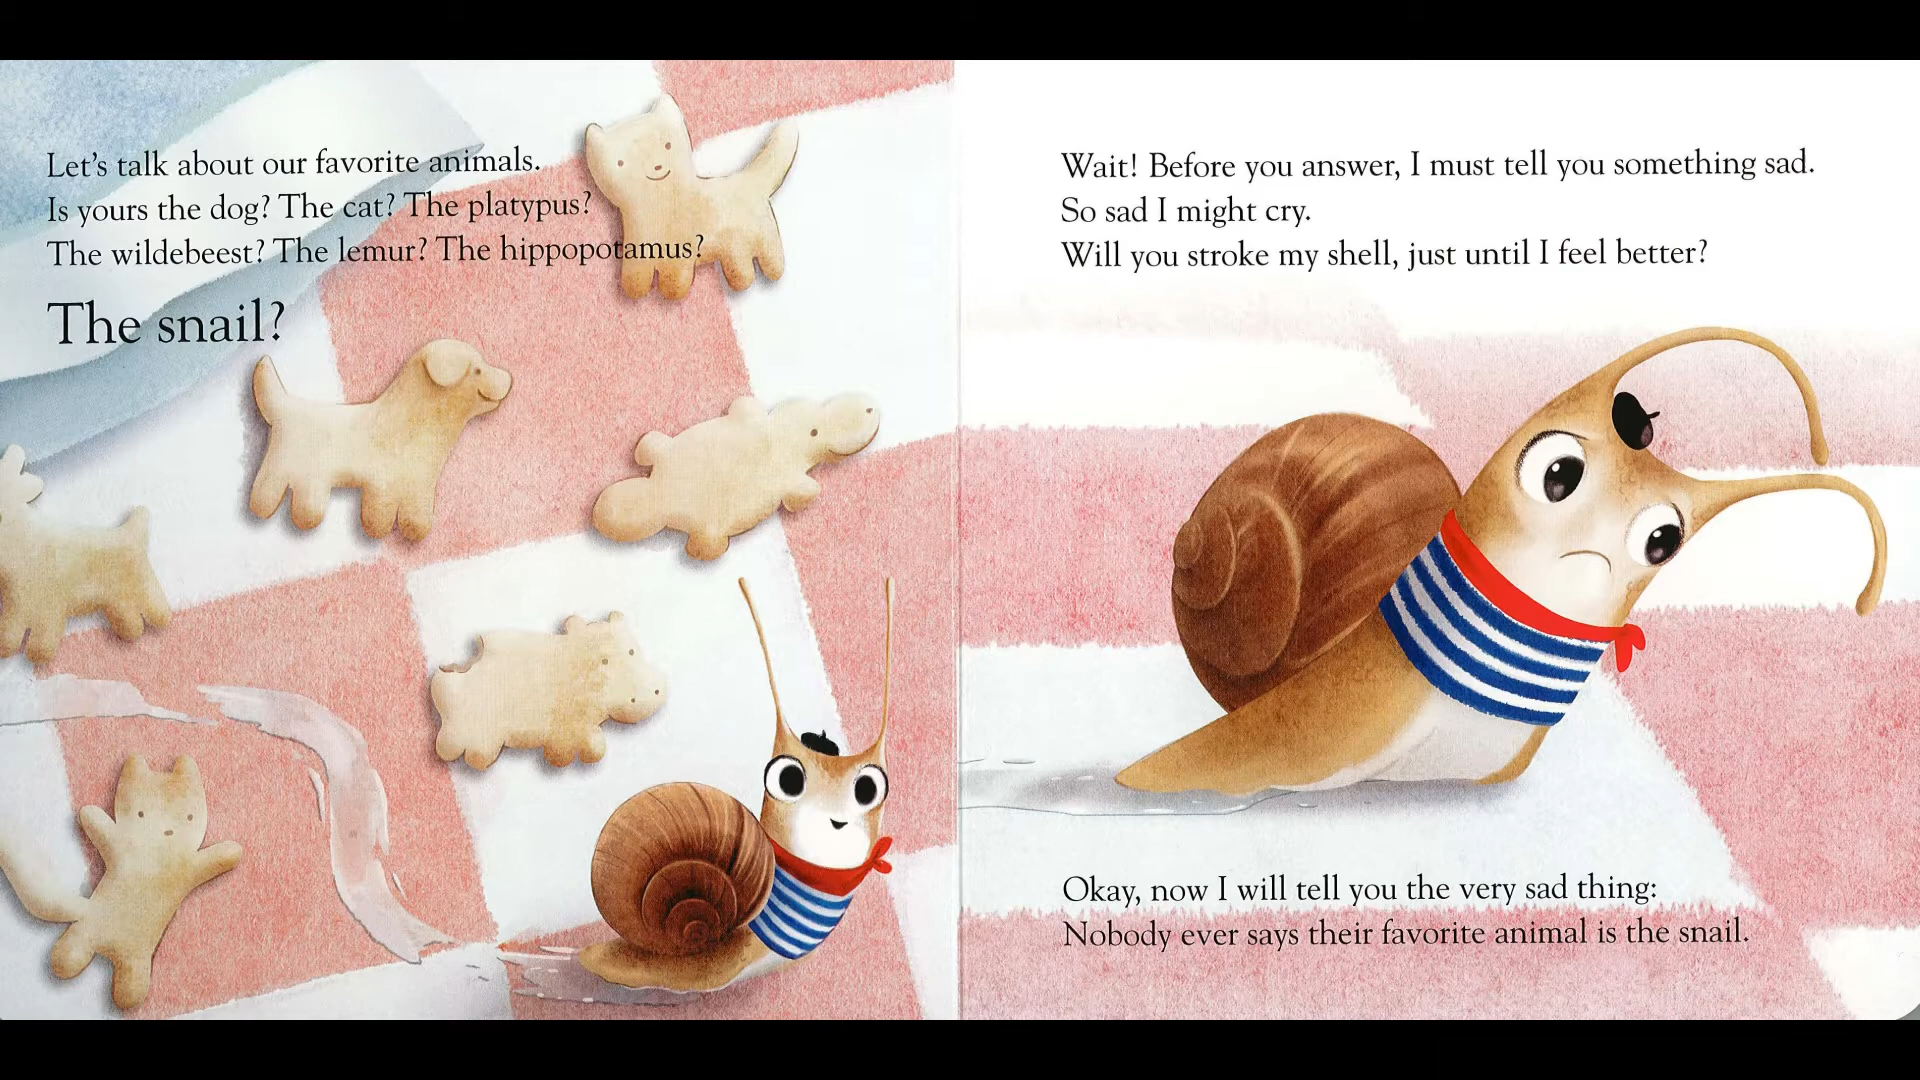 Let's talk about our favorite animals.
Is yours the dog? The cat? The platypus?
The wildebeest? The lemur? The hippopotamus?
The snail?
Wait! Before you answer, I must tell you something sad.
So sad I might cry.
Will you stroke my shell, just until I feel better?
Okay, now I will tell you the very sad thing:
Nobody ever says their favorite animal is the snail.